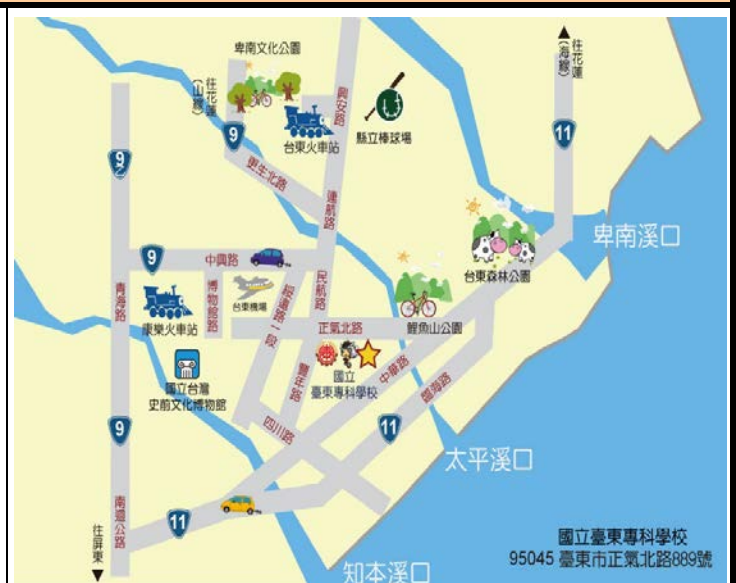 卑南文化公園
往花蓮
(山線)
9
台東火車站
興安路
縣立棒球場
▲
(海線)
往花蓮
11
9乙
更生北路
連航路
卑南溪口
9
中興路
台東森林公園
青海路
博物館路
台東機場
民航路
康樂火車站
正氣北路
鯉魚山公園
國立台灣
史前文化博物館
豐年路
國立
臺東專科學校
中華路
9
四川路
11
太平溪口
南迴公路
11
往屏東
▼
知本溪口
國立臺東專科學校
95045 臺東市正氣北路889號